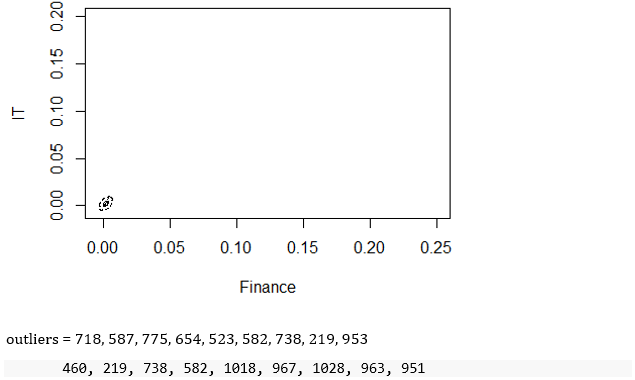 0.20
0.15
0.10
0.05
0.00
IT
0.00 0.05 0.10 0.15 0.20 0.25
Finance
outliers = 718, 587, 775, 654, 523, 582, 738, 219, 953
460, 219, 738, 582, 1018, 967, 1028, 963, 951